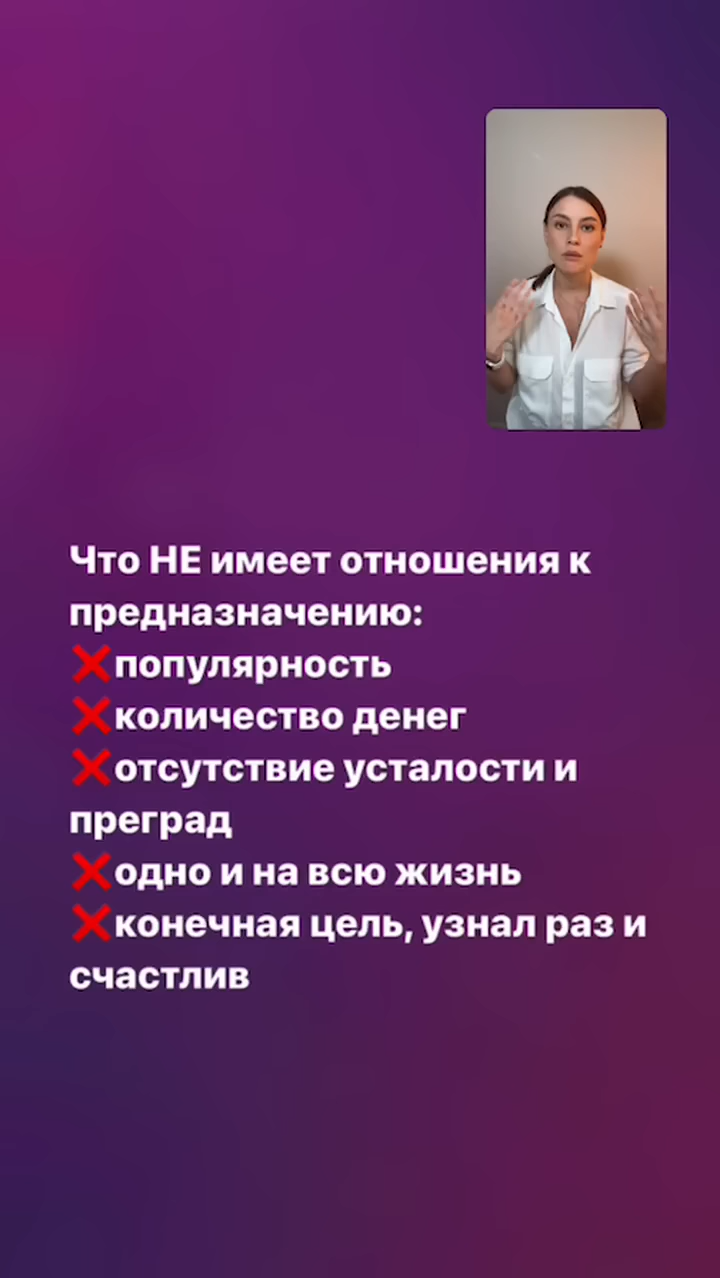 Что НЕ имеет отношения к
предназначению:
❌популярность
❌количество денег
❌отсутствие усталости и
преград
❌одно и на всю жизнь
❌конечная цель, узнал раз и
счастлив